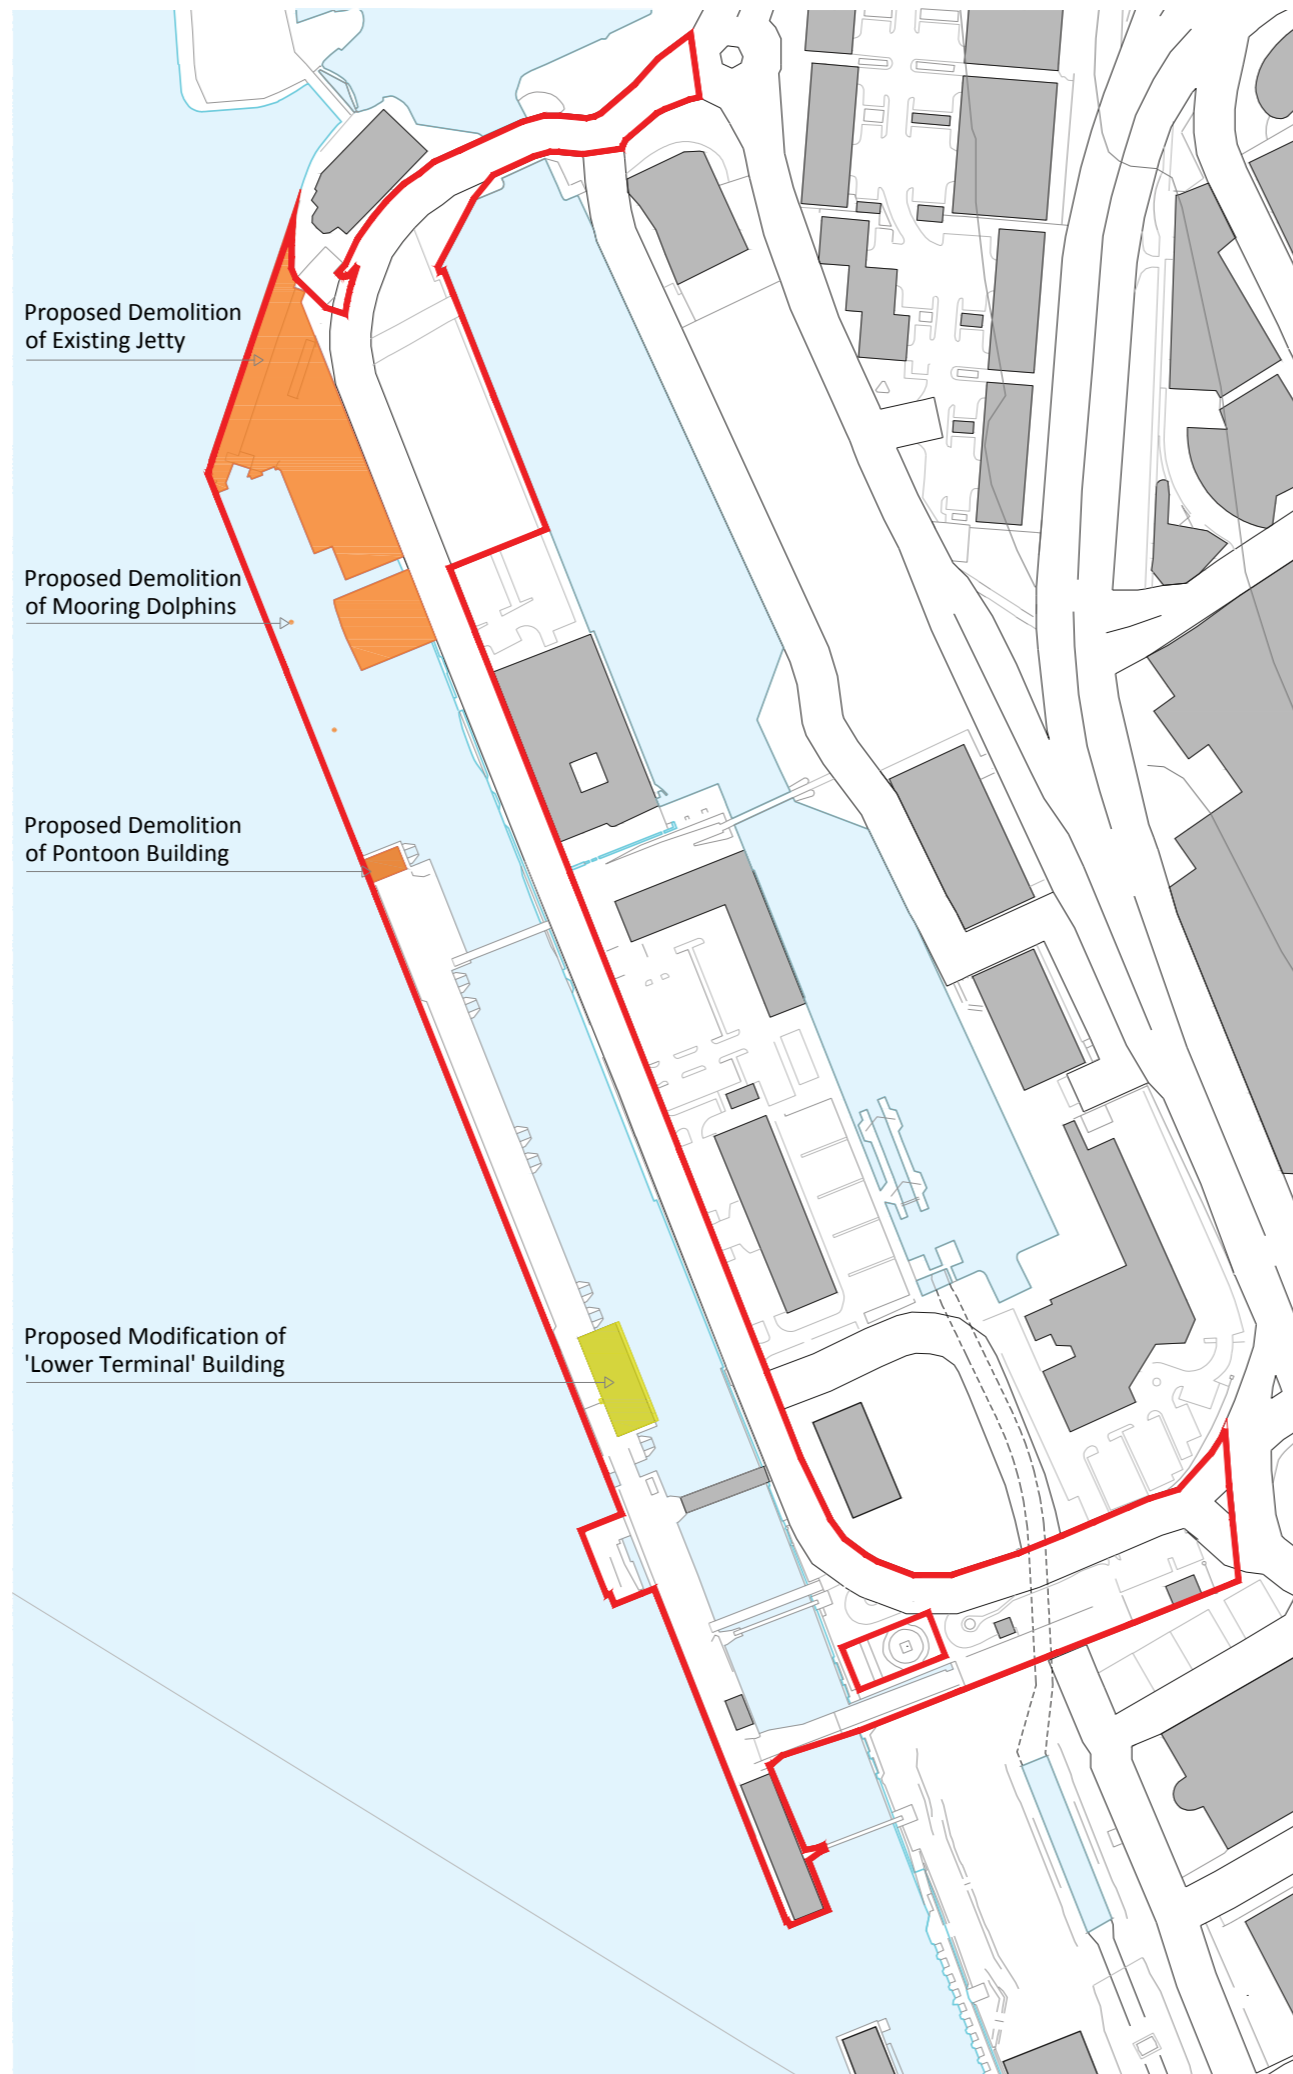 Proposed Demolition
of Existing Jetty
Proposed Demolition
of Mooring Dolphins
Proposed Demolition
of Pontoon Building
Proposed Modification of
'Lower Terminal' Building